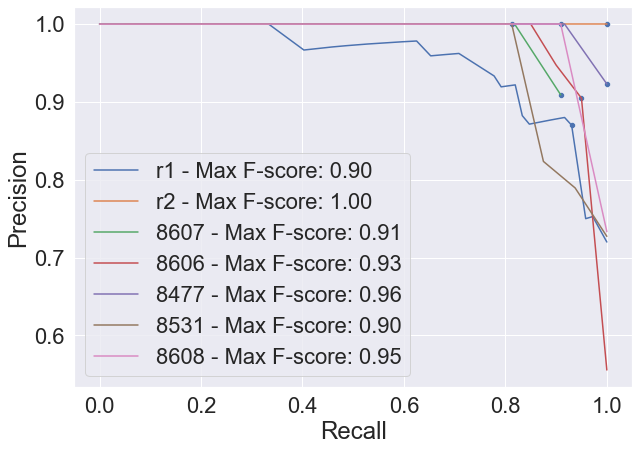 1.0
0.9
0.8
0.7
0.6
Precision
r1 - Max F-score: 0.90
r2 - Max F-score: 1.00
8607 - Max F-score: 0.91
8606 - Max F-score: 0.93
8477 - Max F-score: 0.96
8531 - Max F-score: 0.90
8608 - Max F-score: 0.95
0.0 0.2 0.4 0.6 0.8 1.0
Recall